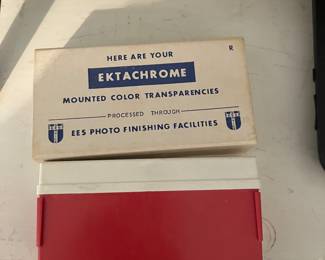 HERE ARE YOUR
R
EKTACHROME
MOUNTED COLOR TRANSPARENCIES
PROCESSED THROUGH
EES PHOTO FINISHING FACILITIES